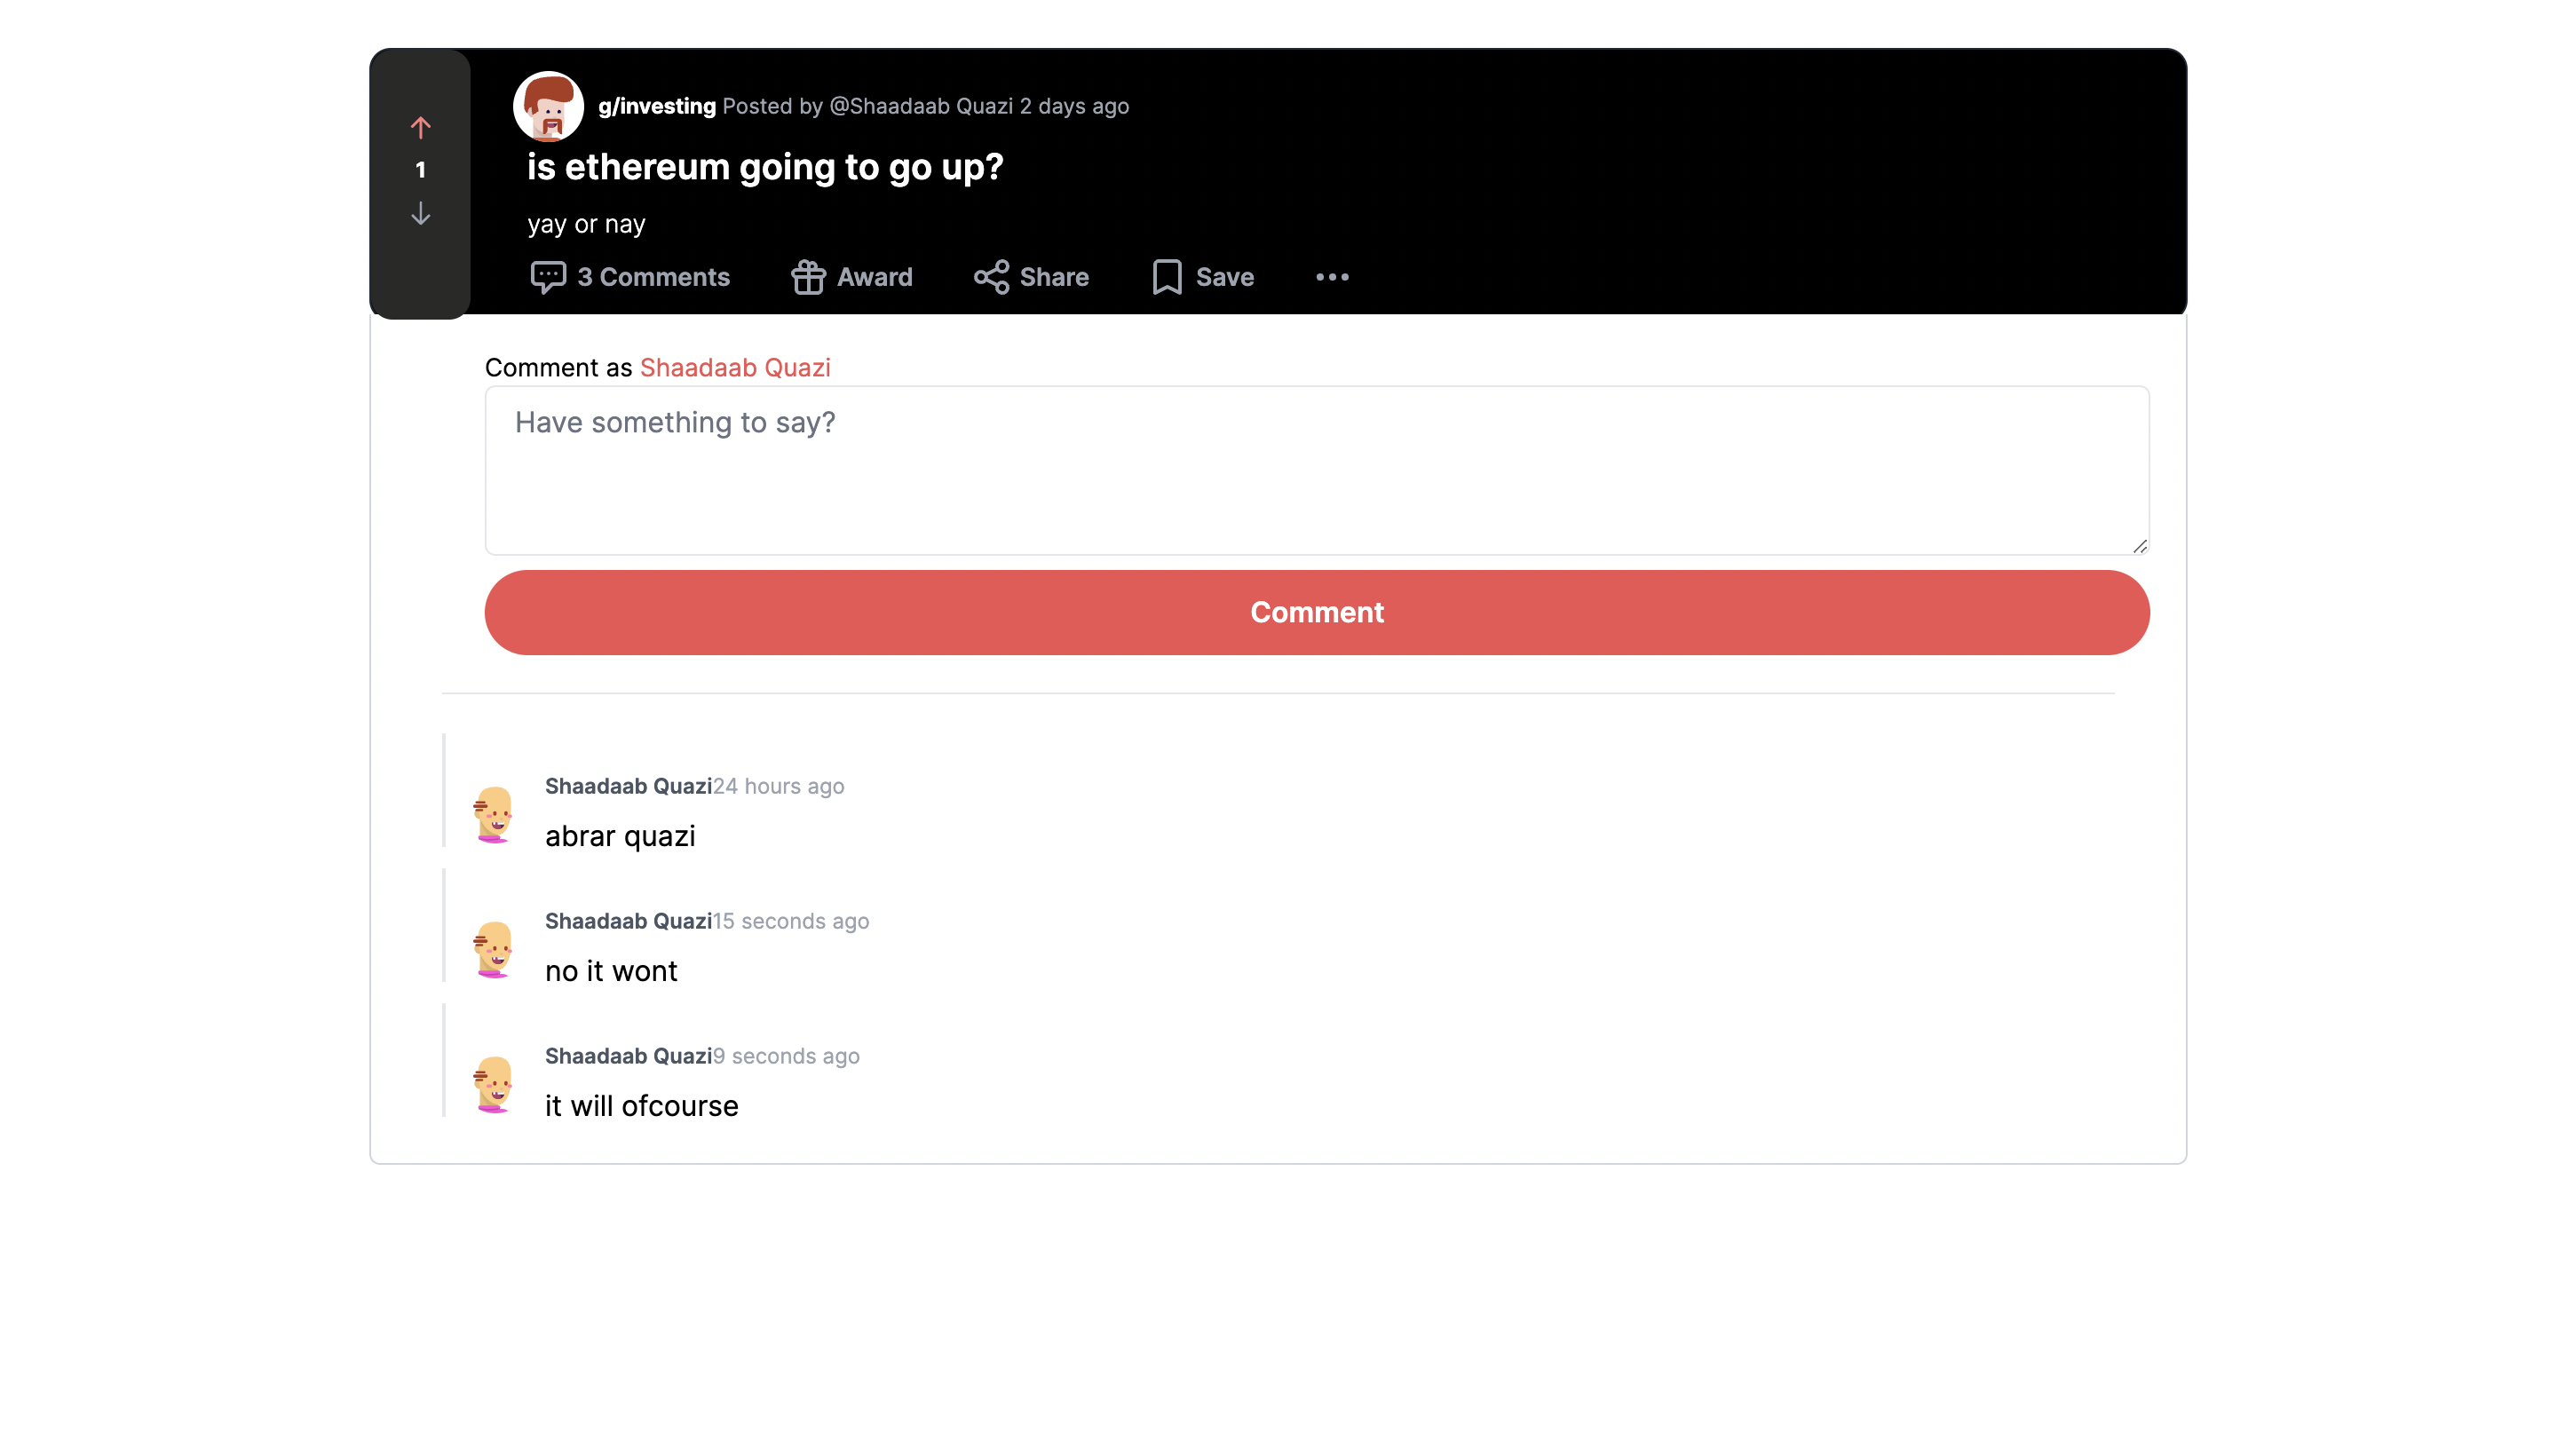 g/investing Posted by @Shaadaab Quazi 2 days ago
1
is ethereum going to go up?
yay or nay
3 Comments Award Share Save
Comment as Shaadaab Quazi
Have something to say?
Comment
Shaadaab Quazi24 hours ago
abrar quazi
Shaadaab Quazi15 seconds ago
no it wont
Shaadaab Quazi9 seconds ago
it will ofcourse